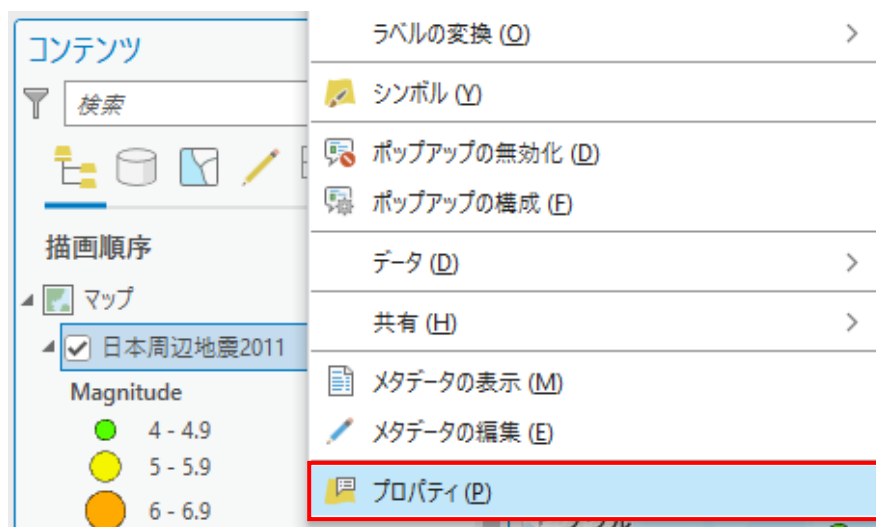 コンテンツ
検索
描画順序
マップ
日本周辺地震2011
Magnitude
4 - 4.9
5 - 5.9
6 - 6.9
ラベルの変換 (O)
シンボル (Y)
ポップアップの無効化 (D)
ポップアップの構成 (F)
データ (D)
共有 (H)
メタデータの表示 (M)
メタデータの編集 (E)
プロパティ (P)